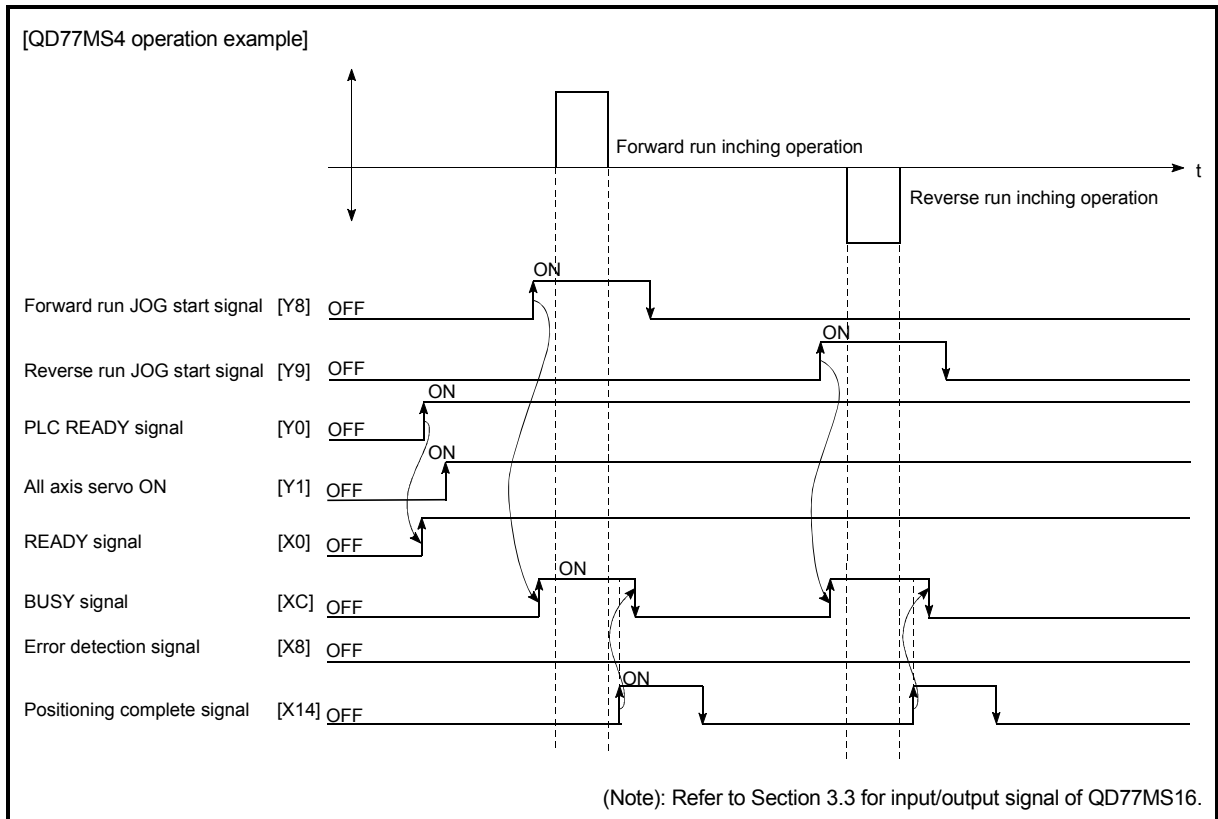 [QD77MS4 operation example]
Forward run inching operation
t
Reverse run inching operation
ON
Forward run JOG start signal [Y8] OFF
ON
Reverse run JOG start signal [Y9] OFF
ON
PLC READY signal [Y0] OFF
ON
All axis servo ON [Y1] OFF
READY signal [X0] OFF
ON
BUSY signal [XC] OFF
Error detection signal [X8] OFF
ON
Positioning complete signal [X14] OFF
(Note): Refer to Section 3.3 for input/output signal of QD77MS16.